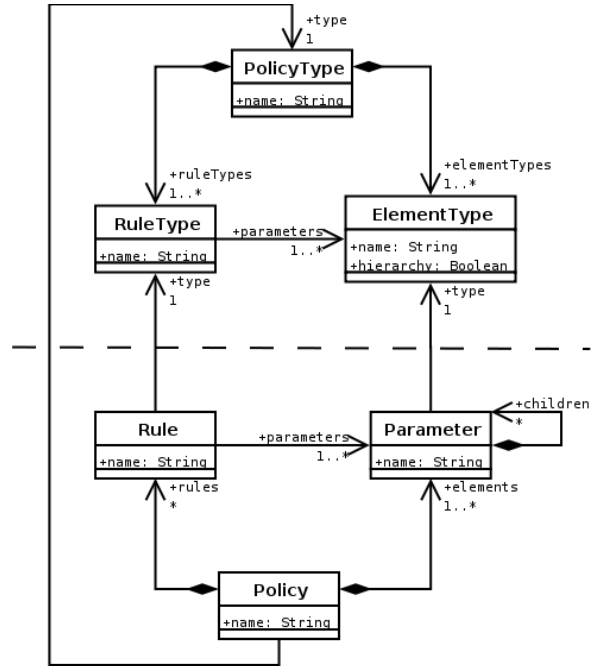 +type
1
PolicyType
+name: String
+ruleTypes
1..*
+elementTypes
1..*
RuleType
+name: String
+parameters
1..*
ElementType
+name: String
+hierarchy: Boolean
+type
1
+type
1
Rule
+name: String
+parameters
1..*
Parameter
+name: String
+children
*
+rules
*
+elements
1..*
Policy
+name: String